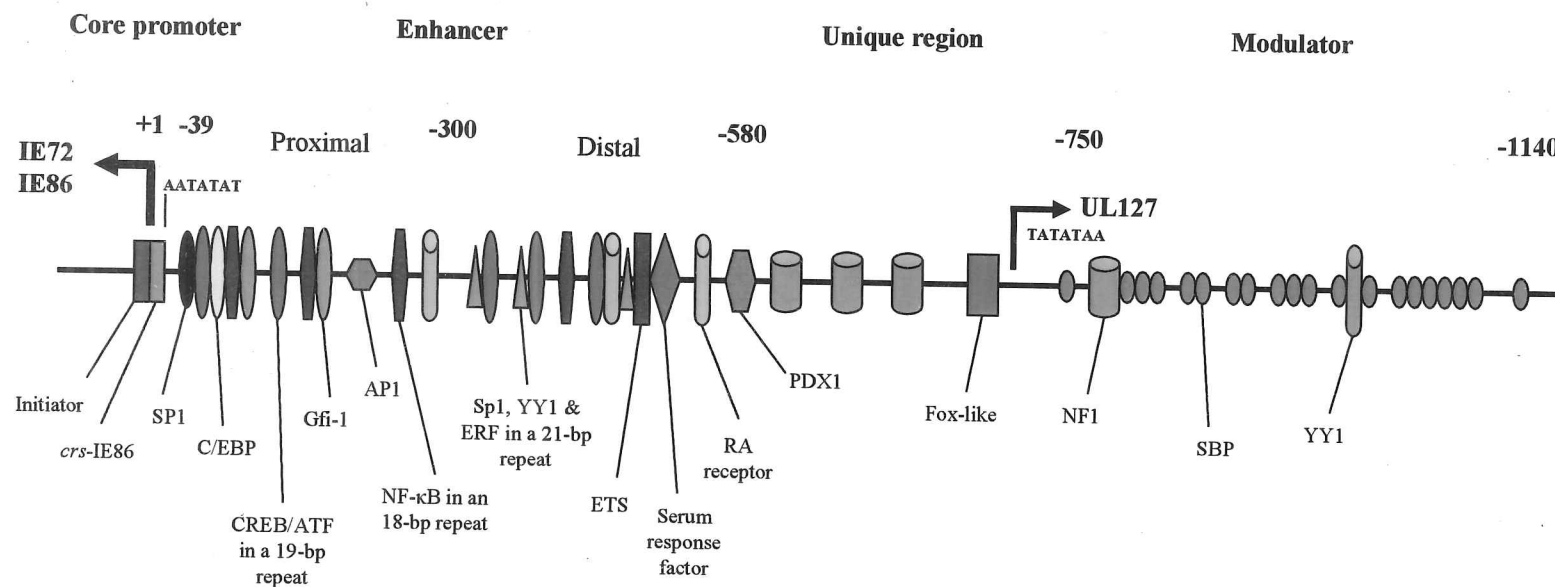 Core promoter
Enhancer
Unique region
Modulator
+1
-39
Proximal
-300
Distal
-580
-750
-1140
IE72
IE86
AATATAT
UL127
TATATAA
Initiator
crs-IE86
SP1
C/EBP
CREB/ATF
in a 19-bp
repeat
Gfi-1
AP1
NF-κB in an
18-bp repeat
Sp1, YY1 &
ERF in a 21-bp
repeat
ETS
Serum
response
factor
RA
receptor
PDX1
Fox-like
NF1
SBP
YY1